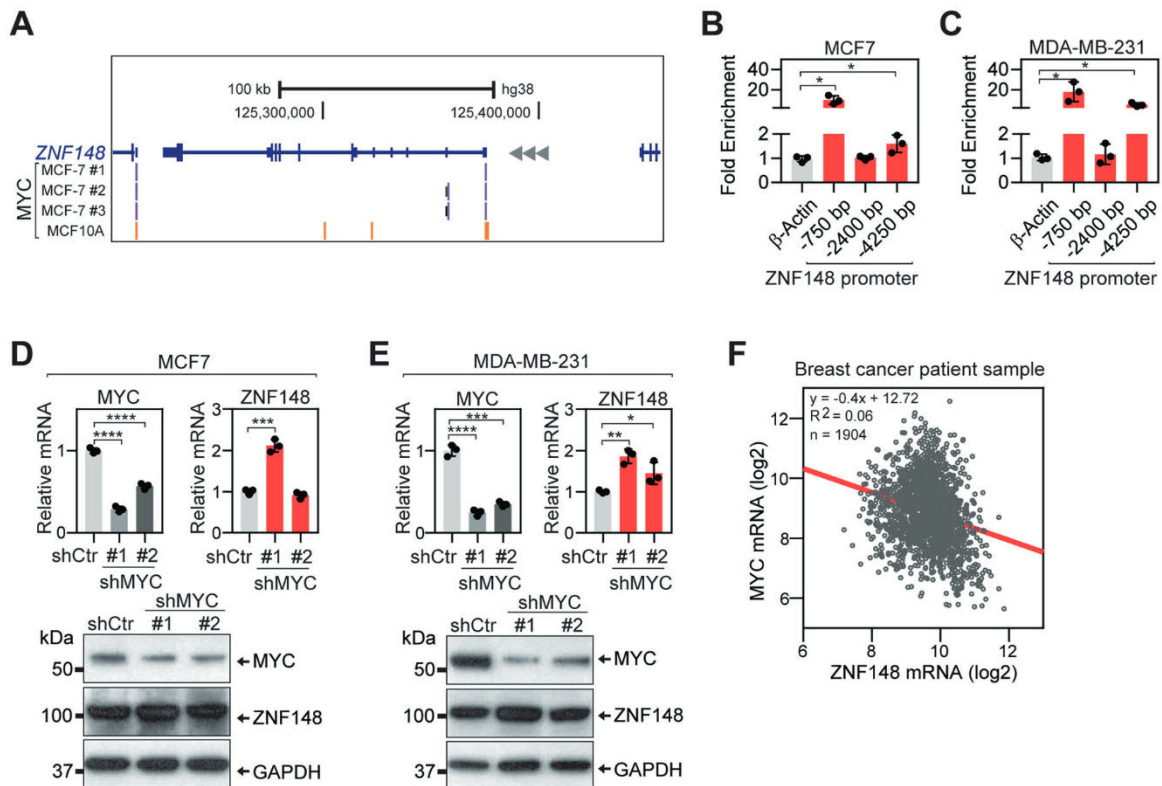 A
100 kb
hg38
125,300,000
125,400,000
ZNF148
MYC
MCF-7 #1
MCF-7 #2
MCF-7 #3
MCF10A
B
MCF7
Fold Enrichment
40
20
2
1
0
*
*
β-Actin
-750 bp
-2400 bp
-4250 bp
ZNF148 promoter
C
MDA-MB-231
Fold Enrichment
40
20
2
1
0
*
*
β-Actin
-750 bp
-2400 bp
-4250 bp
ZNF148 promoter
D
MCF7
MYC
Relative mRNA
1
0
****
****
shCtr #1 #2
shMYC
ZNF148
Relative mRNA
3
2
1
0
***
#1 #2
shMYC
shMYC
shCtr #1 #2
kDa
50
MYC
100
ZNF148
37
GAPDH
E
MDA-MB-231
MYC
Relative mRNA
1
0
***
****
shCtr #1 #2
shMYC
ZNF148
Relative mRNA
3
2
1
0
*
**
shCtr #1 #2
shMYC
shMYC
shCtr #1 #2
kDa
50
MYC
100
ZNF148
37
GAPDH
F
Breast cancer patient sample
y = -0.4x + 12.72
R2 = 0.06
n = 1904
MYC mRNA (log2)
12
10
8
6
6 8 10 12
ZNF148 mRNA (log2)